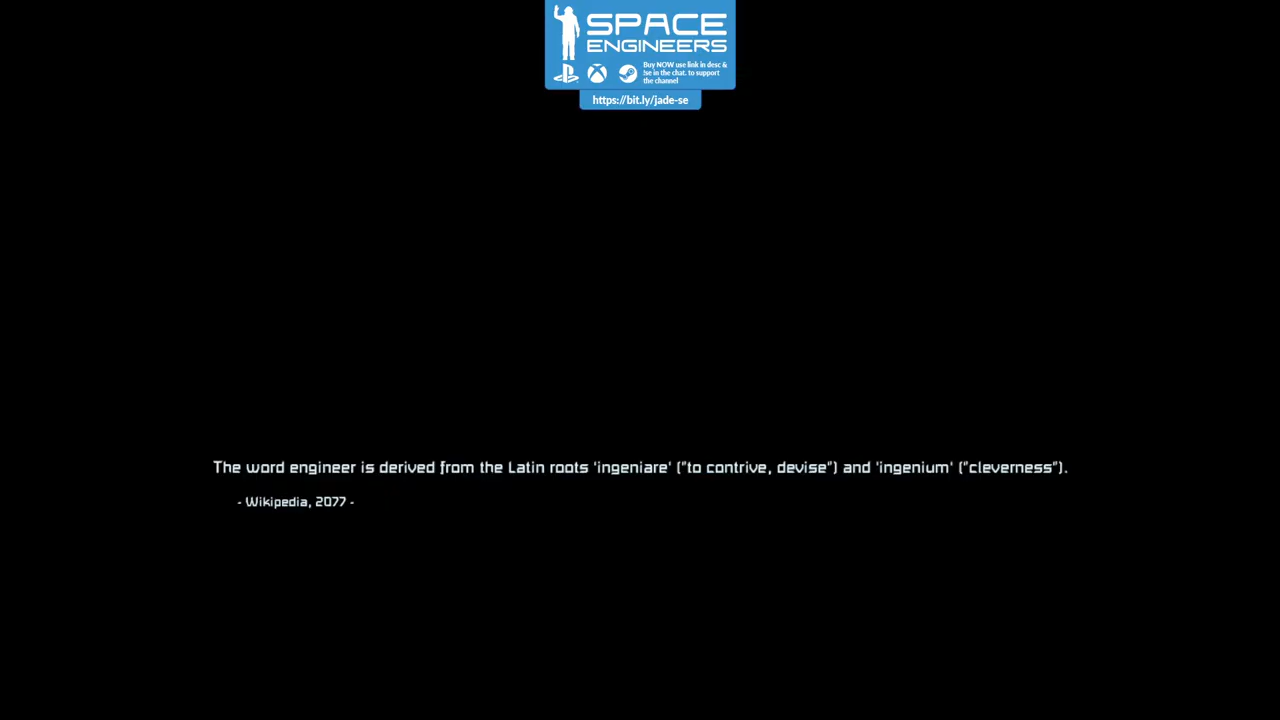 SPACE
ENGINEERS
Buy NOW use link in desc &
!se in the chat. to support
the channel
https://bit.ly/jade-se
The word engineer is derived from the Latin roots 'ingeniare' ("to contrive, devise") and 'ingenium' ("cleverness").
- Wikipedia, 2077 -